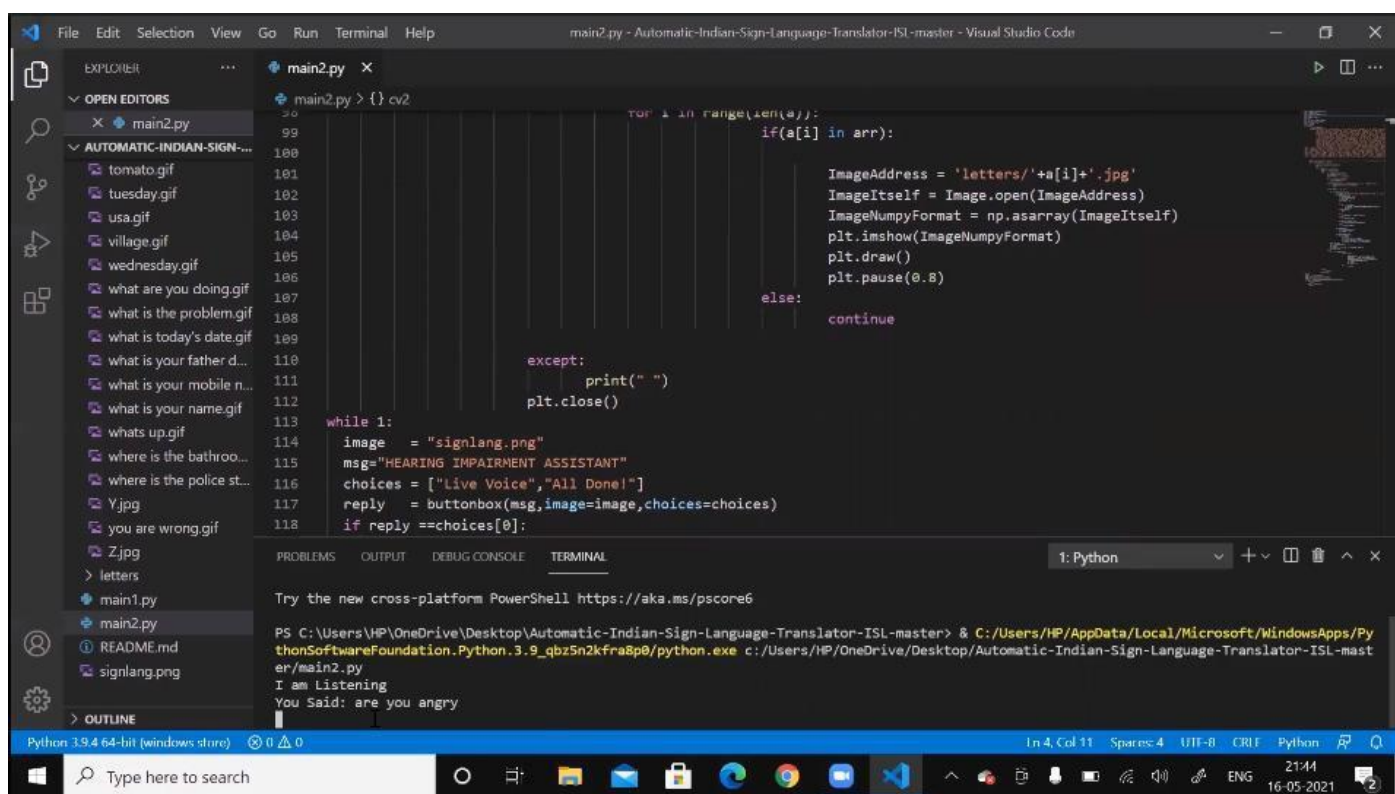 File Edit Selection View Go Run Terminal Help main2.py - Automatic-Indian-Sign-Language-Translator-ISL-master - Visual Studio Code
EXPLORER ... main2.py
OPEN EDITORS
main2.py > {} cv2
main2.py
AUTOMATIC-INDIAN-SIGN-...
tomato.gif
tuesday.gif
usa.gif
village.gif
wednesday.gif
what are you doing.gif
what is the problem.gif
what is today's date.gif
what is your father d...
what is your mobile n...
what is your name.gif
whats up.gif
where is the bathroo...
where is the police st...
Y.jpg
you are wrong.gif
Z.jpg
letters
main1.py
main2.py
README.md
signlang.png
OUTLINE
98 for i in range(len(a)):
99 if(a[i] in arr):
100
101 ImageAddress = 'letters/'+a[i]+'.jpg'
102 ImageItself = Image.open(ImageAddress)
103 ImageNumpyFormat = np.asarray(ImageItself)
104 plt.imshow(ImageNumpyFormat)
105 plt.draw()
106 plt.pause(0.8)
107 else:
108 continue
109
110 except:
111 print(" ")
112 plt.close()
113 while 1:
114 image = "signlang.png"
115 msg="HEARING IMPAIRMENT ASSISTANT"
116 choices = ["Live Voice","All Done!"]
117 reply = buttonbox(msg,image=image,choices=choices)
118 if reply ==choices[0]:
PROBLEMS OUTPUT DEBUG CONSOLE TERMINAL 1: Python
Try the new cross-platform PowerShell https://aka.ms/pscore6
PS C:\Users\HP\OneDrive\Desktop\Automatic-Indian-Sign-Language-Translator-ISL-master> & C:/Users/HP/AppData/Local/Microsoft/WindowsApps/Py
thonSoftwareFoundation.Python.3.9_qbz5n2kfra8p0/python.exe c:/Users/HP/OneDrive/Desktop/Automatic-Indian-Sign-Language-Translator-ISL-mast
er/main2.py
I am Listening
You Said: are you angry
Python 3.9.4 64-bit (windows store) 0 0 Ln 4, Col 11 Spaces: 4 UTF-8 CRLF Python
Type here to search ENG 21:44
16-05-2021 2